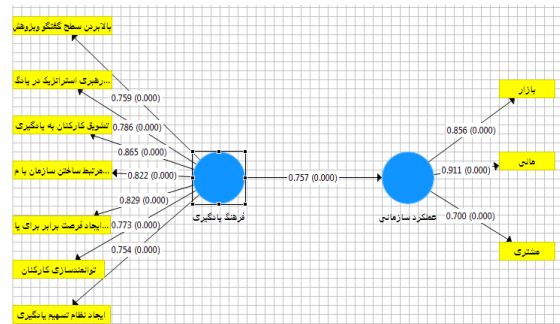 بالابردن سطح گفتگو وپژوهش
رهبری استراتژیک در یادگ...
تشویق کارکنان به یادگیری
مرتبط ساختن سازمان با م...
ایجاد فرصت برابر برای یا...
توانمندسازی کارکنان
ایجاد نظام تسهیم یادگیری
0.759 (0.000)
0.786 (0.000)
0.865 (0.000)
0.822 (0.000)
0.829 (0.000)
0.773 (0.000)
0.754 (0.000)
فرهنگ یادگیری
0.757 (0.000)
عملکرد سازمانی
0.856 (0.000)
0.911 (0.000)
0.700 (0.000)
بازار
مالی
مشتری